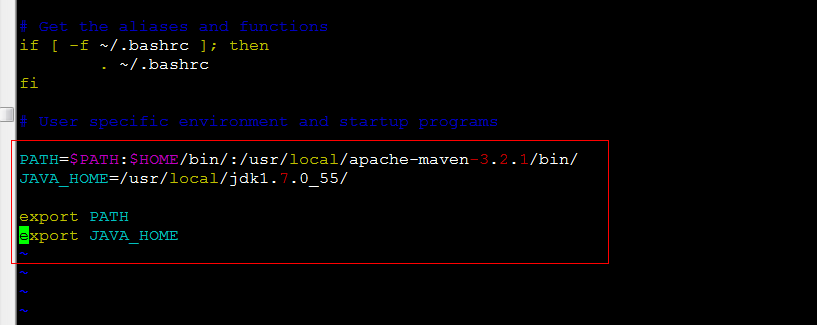 # Get the aliases and functions
if [ -f ~/.bashrc ]; then
        . ~/.bashrc
fi
# User specific environment and startup programs
PATH=$PATH:$HOME/bin/:/usr/local/apache-maven-3.2.1/bin/
JAVA_HOME=/usr/local/jdk1.7.0_55/
export PATH
export JAVA_HOME
~
~
~
~